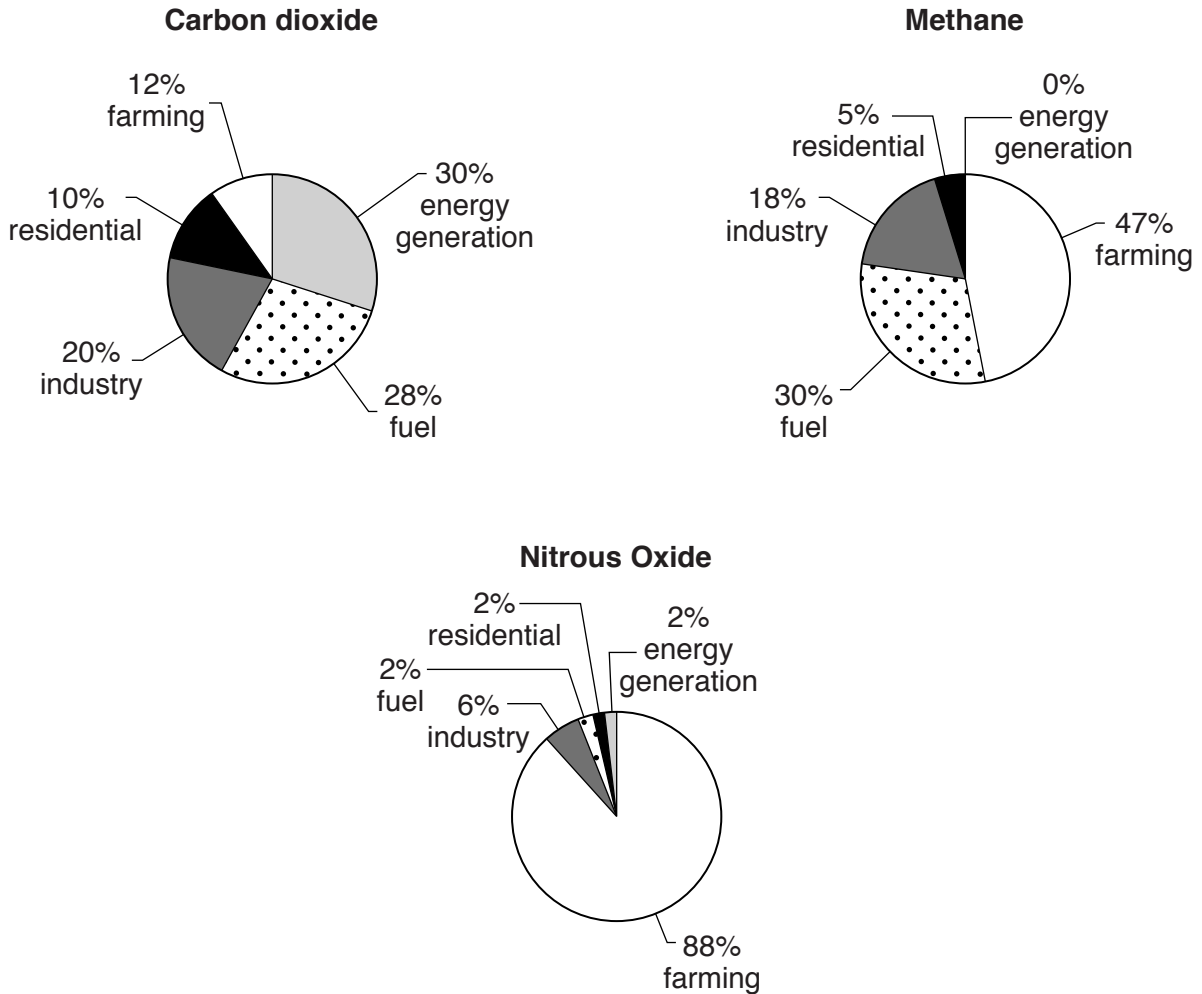 Carbon dioxide
12%
farming
30%
energy
generation
10%
residential
20%
industry
28%
fuel
Methane
0%
energy
generation
5%
residential
18%
industry
47%
farming
30%
fuel
Nitrous Oxide
2%
residential
2%
energy
generation
2%
fuel
6%
industry
88%
farming